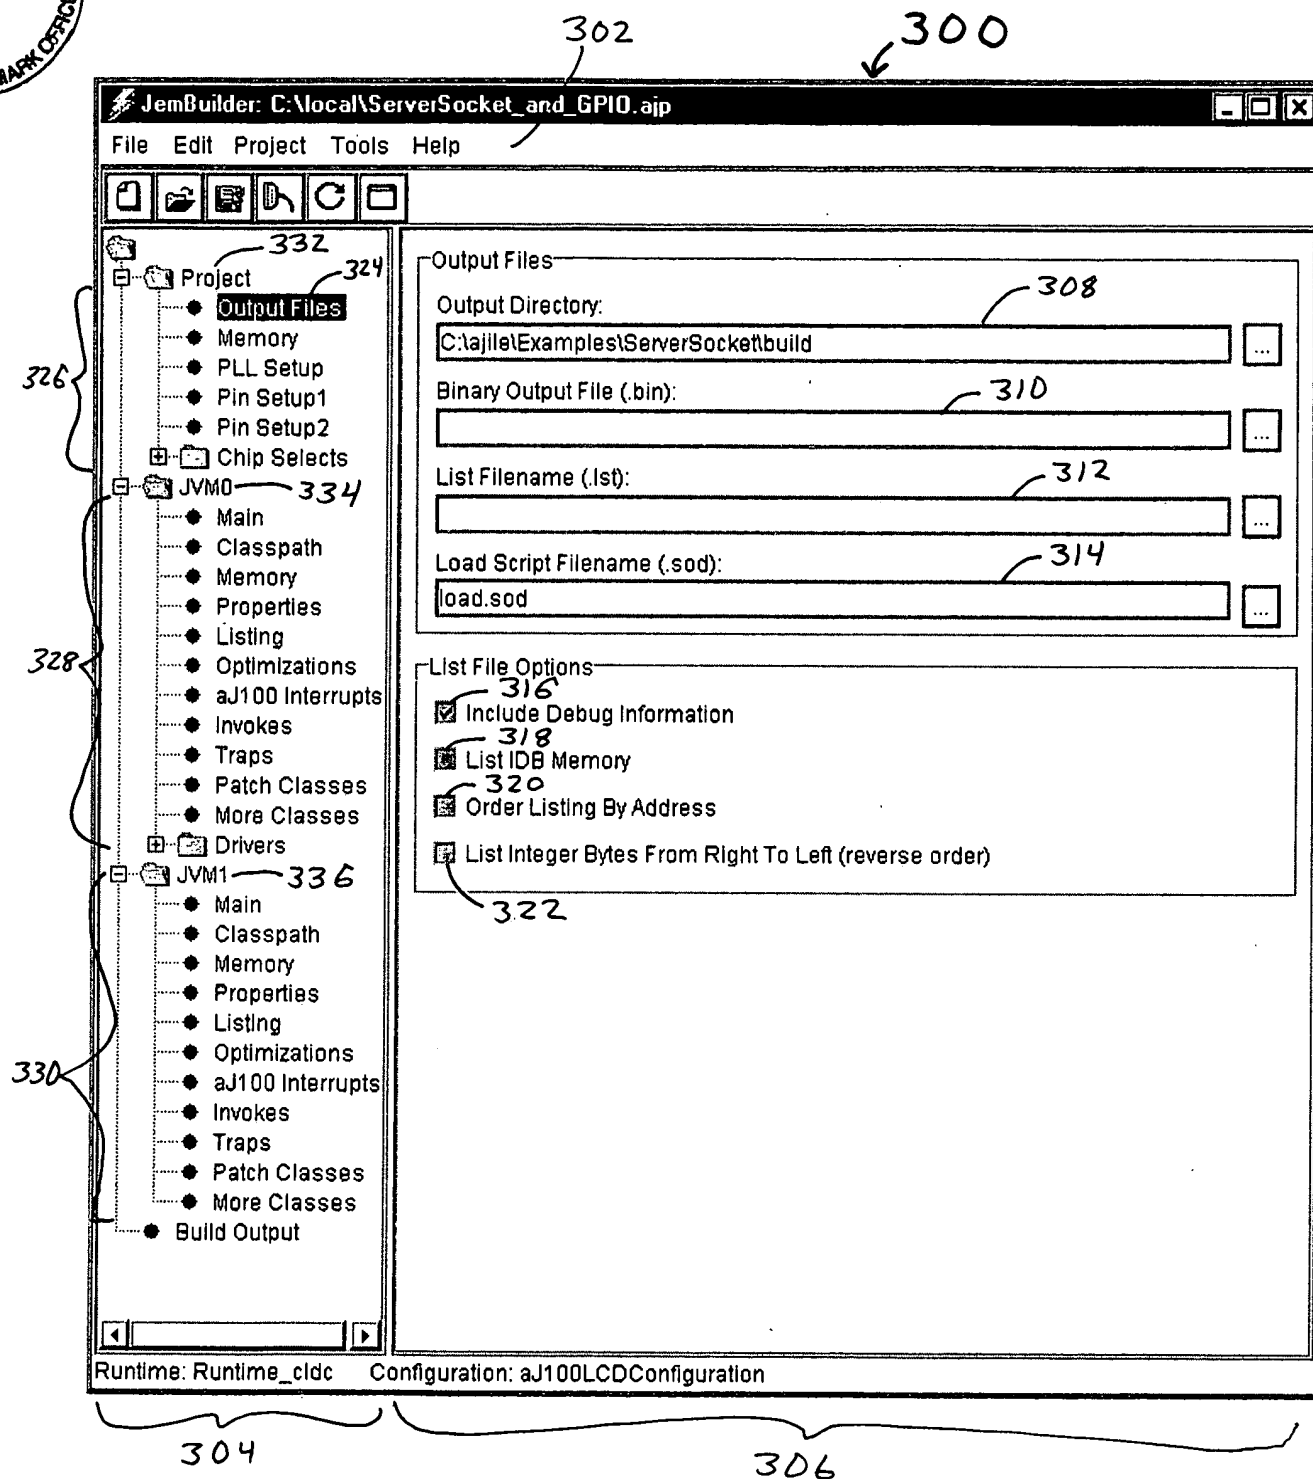 302
300
MARK OFFICE
JemBuilder: C:\local\ServerSocket_and_GPIO.ajp
File Edit Project Tools Help
332
Project
324
Output Files
Memory
PLL Setup
326
Pin Setup1
Pin Setup2
Chip Selects
JVM0
334
Main
Classpath
Memory
Properties
Listing
328
Optimizations
aJ100 Interrupts
Invokes
Traps
Patch Classes
More Classes
Drivers
JVM1
336
Main
Classpath
Memory
Properties
Listing
Optimizations
330
aJ100 Interrupts
Invokes
Traps
Patch Classes
More Classes
Build Output
Output Files
308
Output Directory:
C:\ajile\Examples\ServerSocket\build
...
Binary Output File (.bin):
310
...
List Filename (.lst):
312
...
Load Script Filename (.sod):
314
load.sod
...
List File Options
316
Include Debug Information
318
List IDB Memory
320
Order Listing By Address
List Integer Bytes From Right To Left (reverse order)
322
Runtime: Runtime_cldc Configuration: aJ100LCDConfiguration
304
306